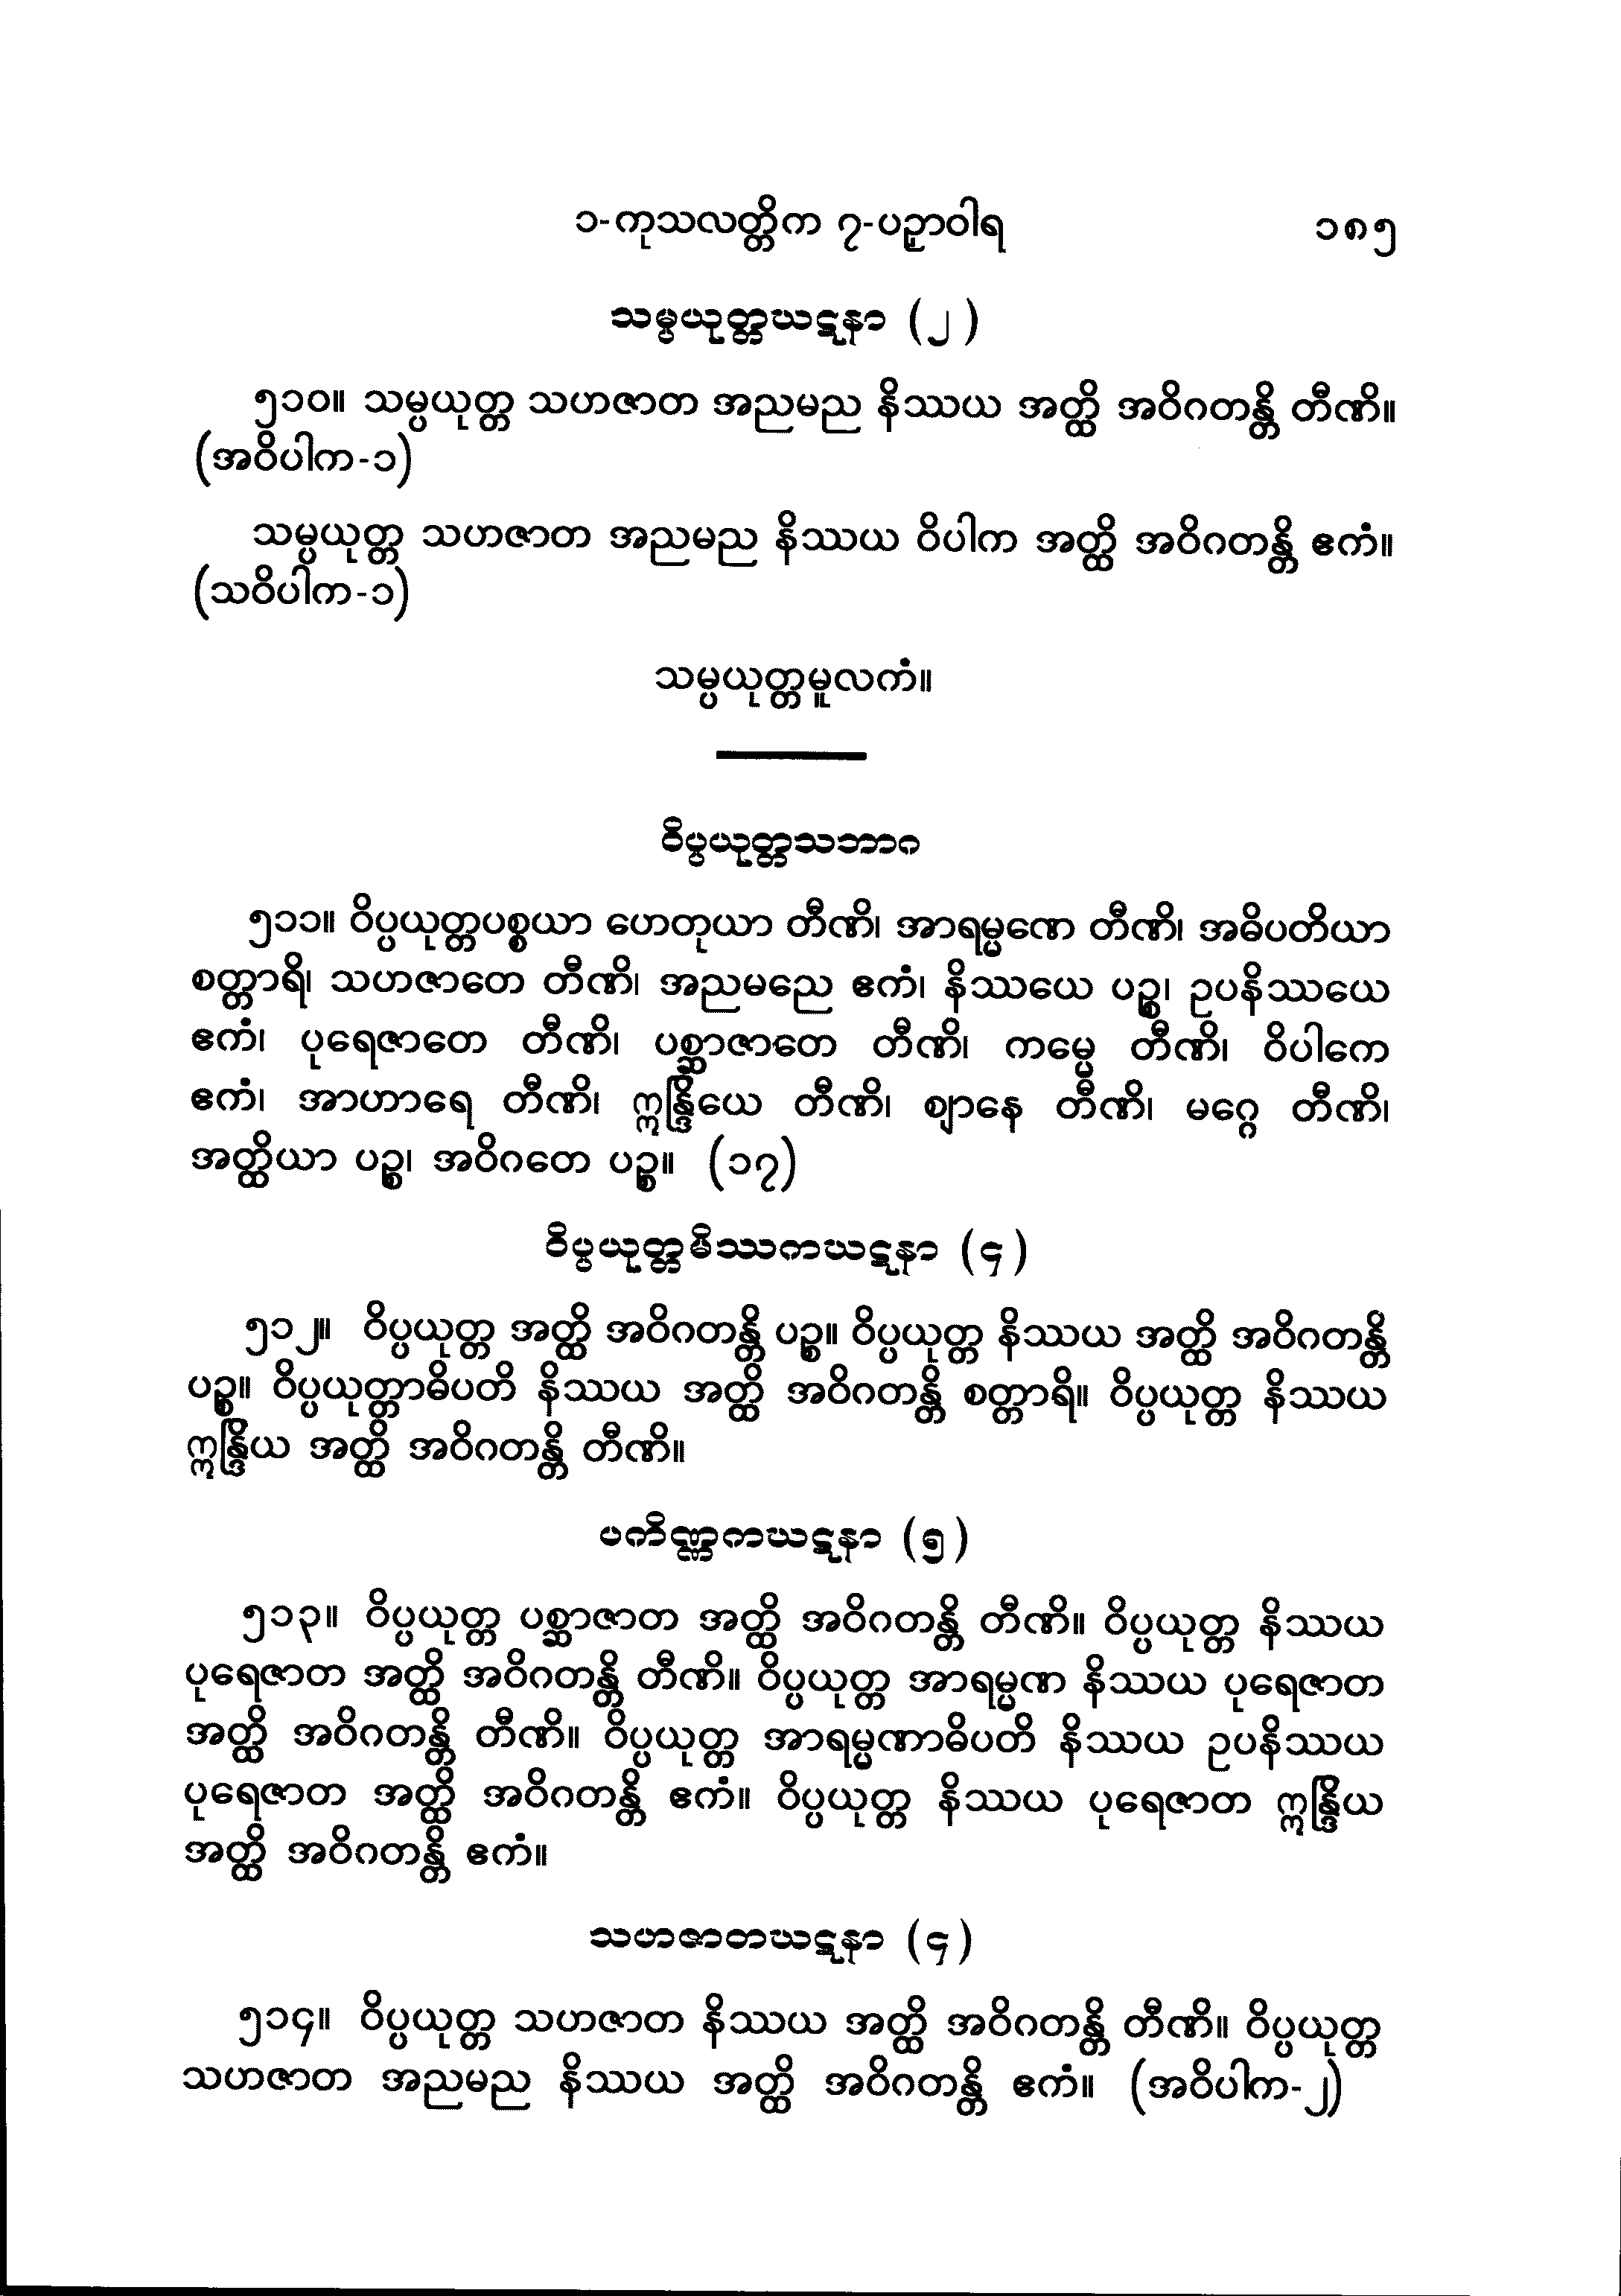 ၁-ကုသလတ္တိက ၇-ပဉှာဝါရ ၁၈၅
သမ္ပယုတ္တဃဋနာ (၂)
၅၁၀။ သမ္ပယုတ္တ သဟဇာတ အညမည နိဿယ အတ္ထိ အဝိဂတန္တိ တီဏိ။
(အဝိပါက-၁)
သမ္ပယုတ္တ သဟဇာတ အညမည နိဿယ ဝိပါက အတ္ထိ အဝိဂတန္တိ ဧကံ။
(သဝိပါက-၁)
သမ္ပယုတ္တမူလကံ။
ဝိပ္ပယုတ္တသဘာဂ
၅၁၁။ ဝိပ္ပယုတ္တပစ္စယာ ဟေတုယာ တီဏိ၊ အာရမ္မဏေ တီဏိ၊ အဓိပတိယာ
စတ္တာရိ၊ သဟဇာတေ တီဏိ၊ အညမညေ ဧကံ၊ နိဿယေ ပဉ္စ၊ ဥပနိဿယေ
ဧကံ၊ ပုရေဇာတေ တီဏိ၊ ပစ္ဆာဇာတေ တီဏိ၊ ကမ္မေ တီဏိ၊ ဝိပါကေ
ဧကံ၊ အာဟာရေ တီဏိ၊ ဣန္ဒြိယေ တီဏိ၊ ဈာနေ တီဏိ၊ မဂ္ဂေ တီဏိ၊
အတ္ထိယာ ပဉ္စ၊ အဝိဂတေ ပဉ္စ။ (၁၇)
ဝိပ္ပယုတ္တမိဿကဃဋနာ (၄)
၅၁၂။ ဝိပ္ပယုတ္တ အတ္ထိ အဝိဂတန္တိ ပဉ္စ။ ဝိပ္ပယုတ္တ နိဿယ အတ္ထိ အဝိဂတန္တိ
ပဉ္စ။ ဝိပ္ပယုတ္တာဓိပတိ နိဿယ အတ္ထိ အဝိဂတန္တိ စတ္တာရိ။ ဝိပ္ပယုတ္တ နိဿယ
ဣန္ဒြိယ အတ္ထိ အဝိဂတန္တိ တီဏိ။
ပကိဏ္ဏကဃဋနာ (၅)
၅၁၃။ ဝိပ္ပယုတ္တ ပစ္ဆာဇာတ အတ္ထိ အဝိဂတန္တိ တီဏိ။ ဝိပ္ပယုတ္တ နိဿယ
ပုရေဇာတ အတ္ထိ အဝိဂတန္တိ တီဏိ။ ဝိပ္ပယုတ္တ အာရမ္မဏ နိဿယ ပုရေဇာတ
အတ္ထိ အဝိဂတန္တိ တီဏိ။ ဝိပ္ပယုတ္တ အာရမ္မဏာဓိပတိ နိဿယ ဥပနိဿယ
ပုရေဇာတ အတ္ထိ အဝိဂတန္တိ ဧကံ။ ဝိပ္ပယုတ္တ နိဿယ ပုရေဇာတ ဣန္ဒြိယ
အတ္ထိ အဝိဂတန္တိ ဧကံ။
သဟဇာတဃဋနာ (၄)
၅၁၄။ ဝိပ္ပယုတ္တ သဟဇာတ နိဿယ အတ္ထိ အဝိဂတန္တိ တီဏိ။ ဝိပ္ပယုတ္တ
သဟဇာတ အညမည နိဿယ အတ္ထိ အဝိဂတန္တိ ဧကံ။ (အဝိပါက-၂)